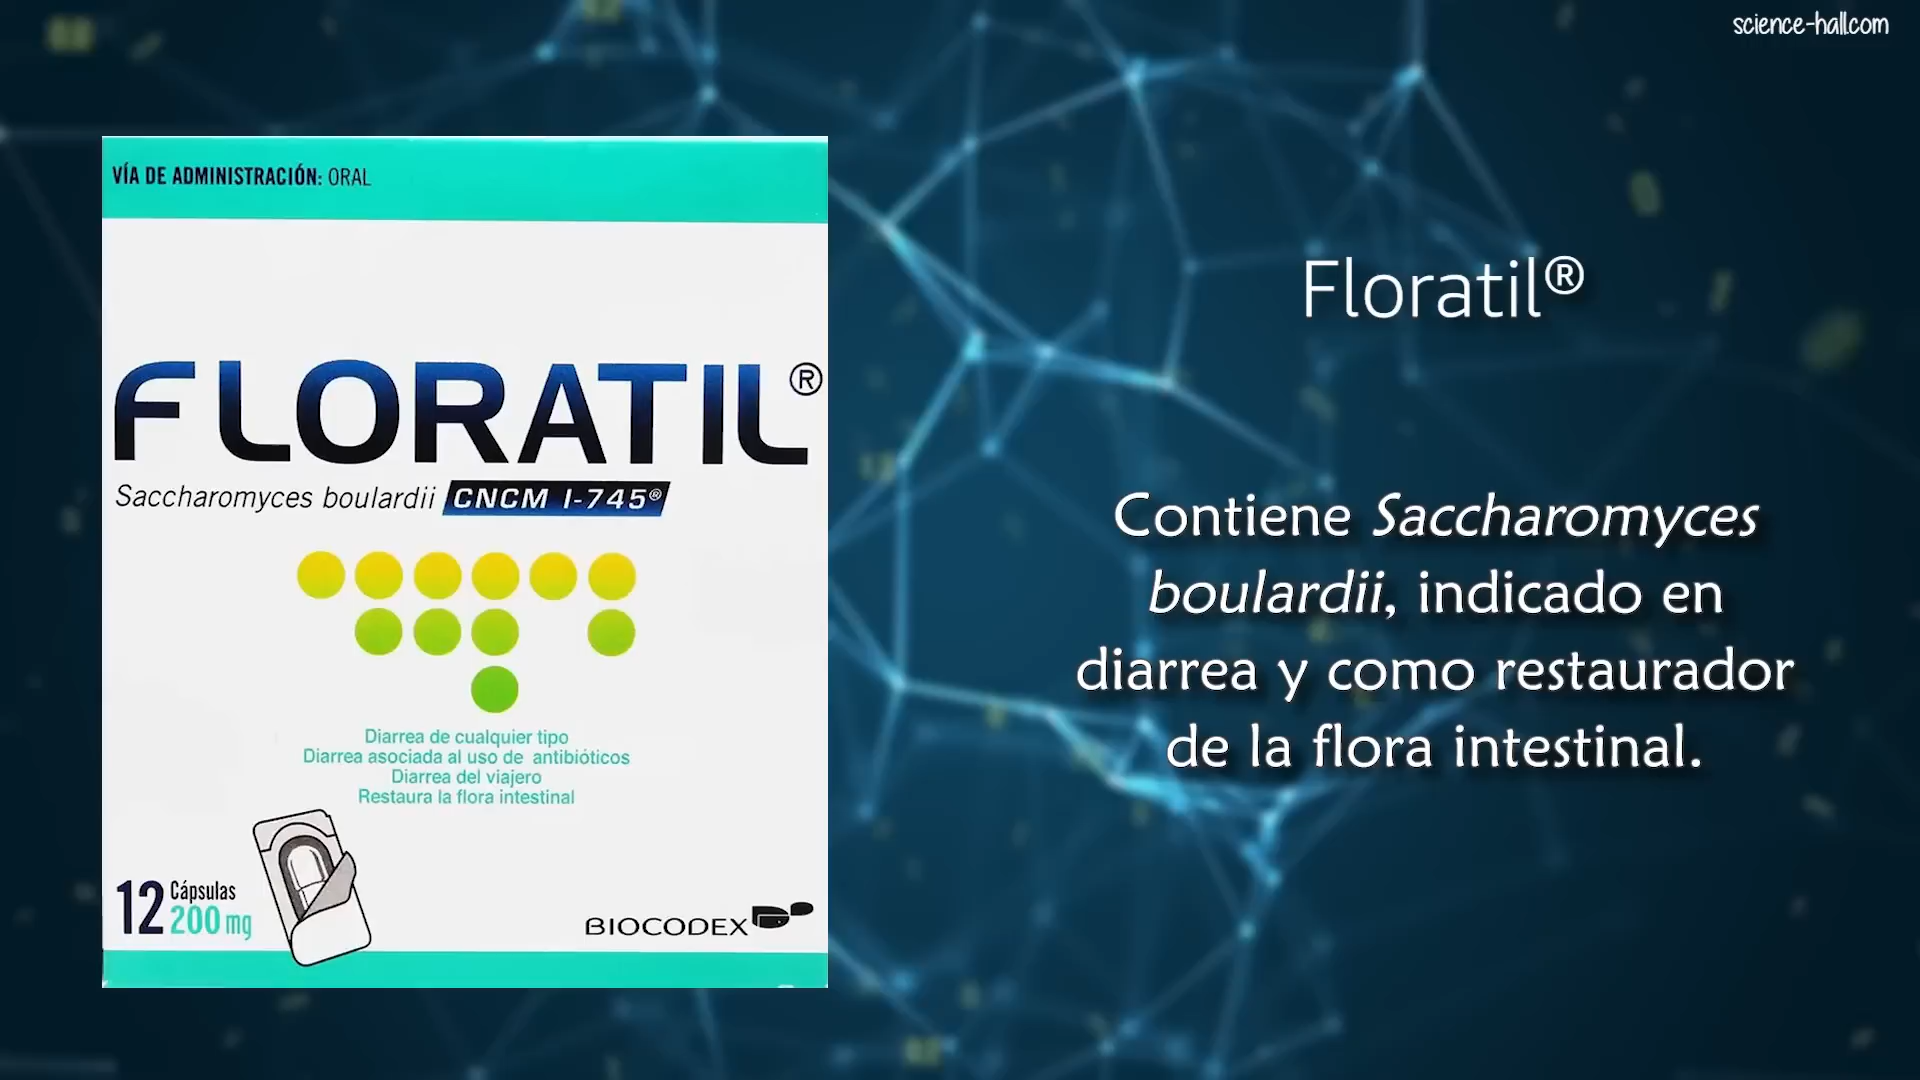 science-hall.com
VÍA DE ADMINISTRACIÓN: ORAL
FLORATIL®
Saccharomyces boulardii CNCM I-745®
Diarrea de cualquier tipo
Diarrea asociada al uso de antibióticos
Diarrea del viajero
Restaura la flora intestinal
12 Cápsulas
200 mg
BIOCODEX
Floratil®
Contiene Saccharomyces
boulardii, indicado en
diarrea y como restaurador
de la flora intestinal.